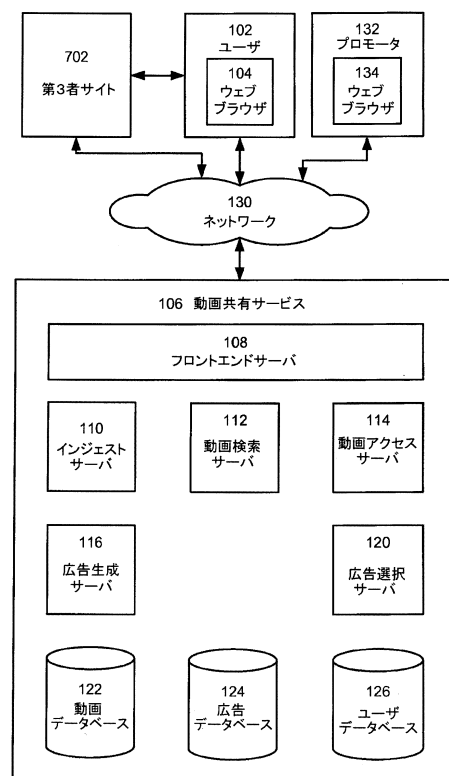 702
第3者サイト
102
ユーザ
104
ウェブ
ブラウザ
132
プロモータ
134
ウェブ
ブラウザ
130
ネットワーク
106 動画共有サービス
108
フロントエンドサーバ
110
インジェスト
サーバ
112
動画検索
サーバ
114
動画アクセス
サーバ
116
広告生成
サーバ
120
広告選択
サーバ
122
動画
データベース
124
広告
データベース
126
ユーザ
データベース